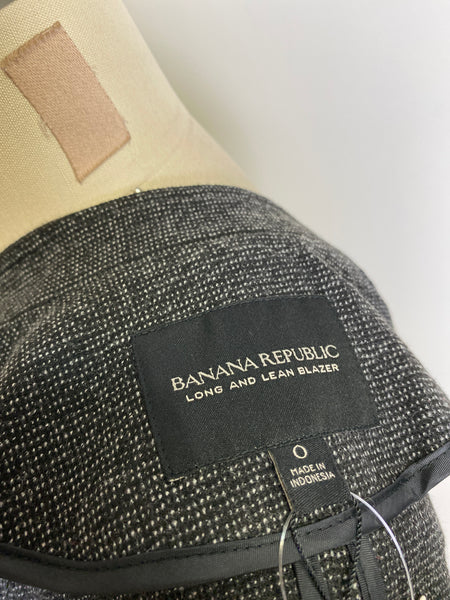 BANANA REPUBLIC
LONG AND LEAN BLAZER
0
MADE IN
INDONESIA